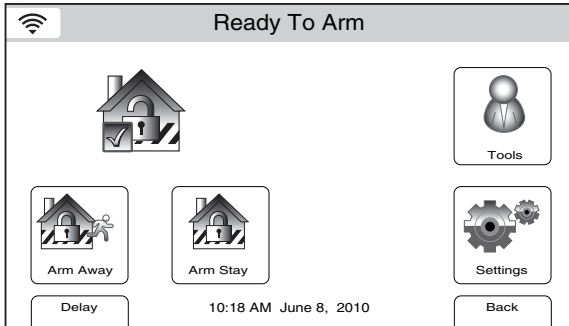 Ready To Arm
Tools
Arm Away
Arm Stay
Settings
Delay
10:18 AM June 8, 2010
Back